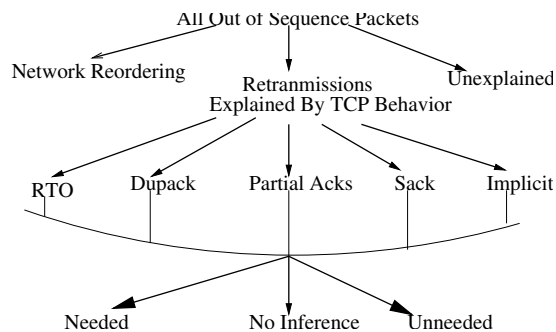 All Out of Sequence Packets
Network Reordering
Unexplained
Retranmissions
Explained By TCP Behavior
RTO
Dupack
Partial Acks
Sack
Implicit
Needed
No Inference
Unneeded